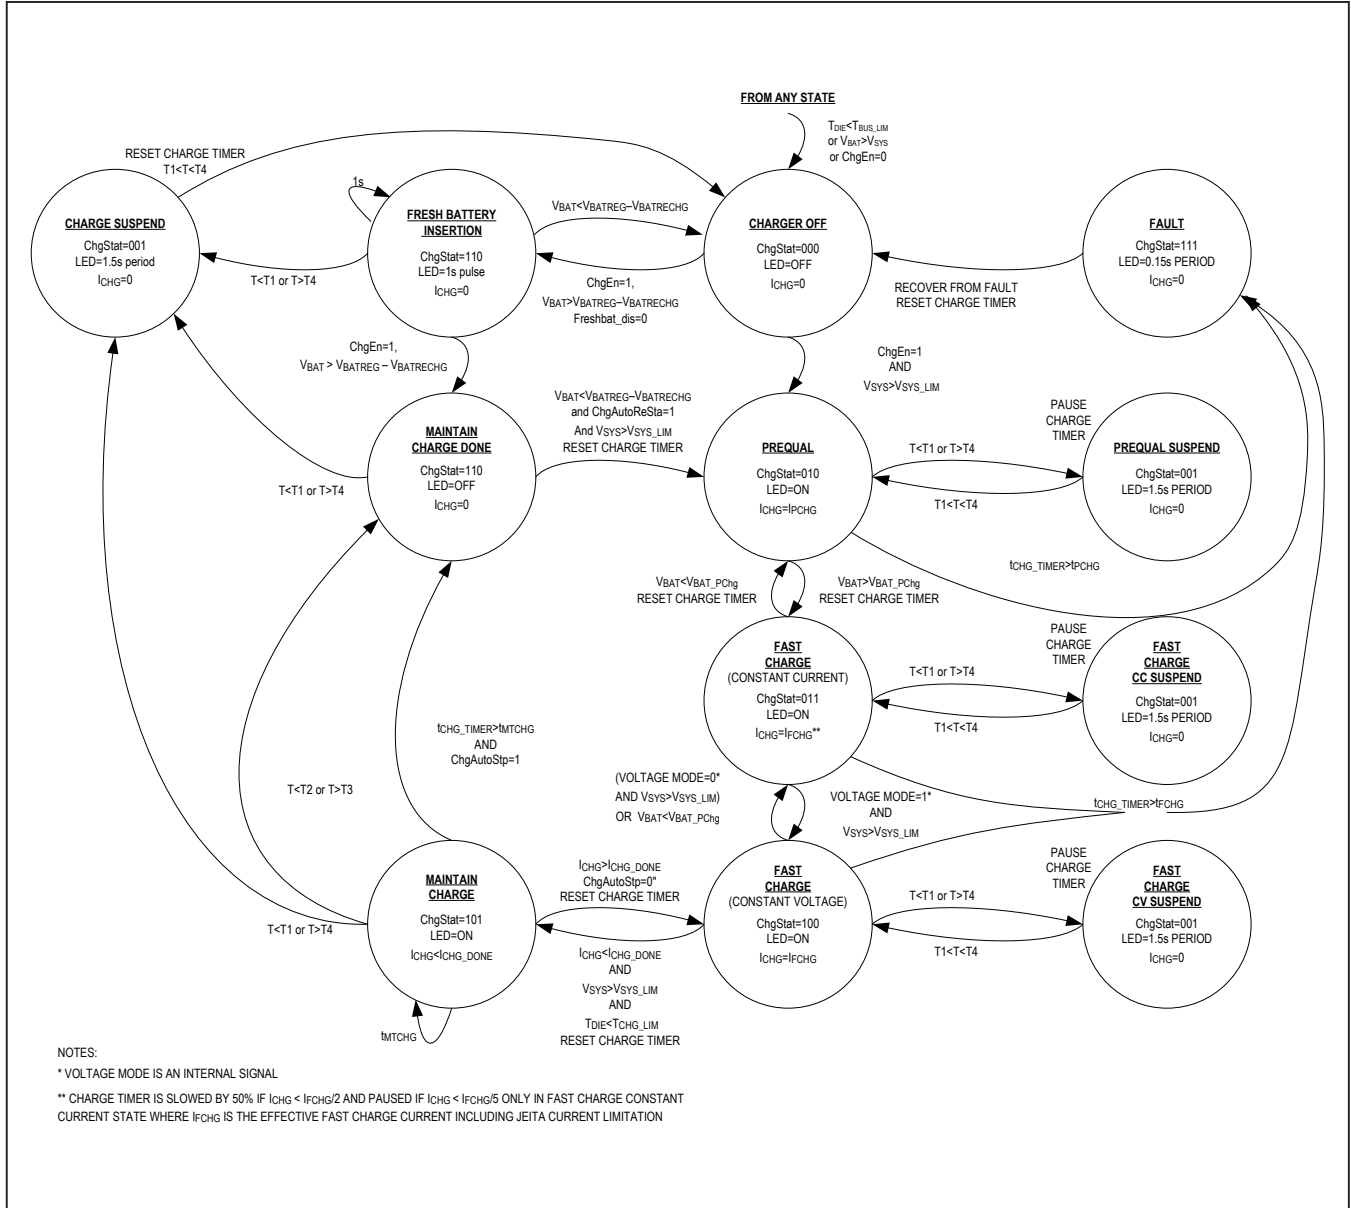 FROM ANY STATE
TDIE<TBUS_LIM
or VBAT>VSYS
or ChgEn=0
RESET CHARGE TIMER
T1<T<T4
CHARGE SUSPEND
ChgStat=001
LED=1.5s period
ICHG=0
1s
FRESH BATTERY
INSERTION
ChgStat=110
LED=1s pulse
ICHG=0
T<T1 or T>T4
VBAT<VBATREG–VBATRECHG
ChgEn=1,
VBAT>VBATREG–VBATRECHG
Freshbat_dis=0
CHARGER OFF
ChgStat=000
LED=OFF
ICHG=0
RECOVER FROM FAULT
RESET CHARGE TIMER
FAULT
ChgStat=111
LED=0.15s PERIOD
ICHG=0
ChgEn=1,
VBAT > VBATREG – VBATRECHG
ChgEn=1
AND
VSYS>VSYS_LIM
MAINTAIN
CHARGE DONE
ChgStat=110
LED=OFF
ICHG=0
T<T1 or T>T4
VBAT<VBATREG–VBATRECHG
and ChgAutoReSta=1
And VSYS>VSYS_LIM
RESET CHARGE TIMER
PREQUAL
ChgStat=010
LED=ON
ICHG=IPCHG
T<T1 or T>T4
T1<T<T4
PAUSE
CHARGE
TIMER
PREQUAL SUSPEND
ChgStat=001
LED=1.5s PERIOD
ICHG=0
tCHG_TIMER>tPCHG
VBAT<VBAT_PChg
RESET CHARGE TIMER
VBAT>VBAT_PChg
RESET CHARGE TIMER
FAST
CHARGE
(CONSTANT CURRENT)
ChgStat=011
LED=ON
ICHG=IFCHG**
T<T1 or T>T4
T1<T<T4
PAUSE
CHARGE
TIMER
FAST
CHARGE
CC SUSPEND
ChgStat=001
LED=1.5s PERIOD
ICHG=0
tCHG_TIMER>tMTCHG
AND
ChgAutoStp=1
T<T2 or T>T3
(VOLTAGE MODE=0*
AND VSYS>VSYS_LIM)
OR VBAT<VBAT_PChg
VOLTAGE MODE=1*
AND
VSYS>VSYS_LIM
tCHG_TIMER>tFCHG
MAINTAIN
CHARGE
ChgStat=101
LED=ON
ICHG<ICHG_DONE
T<T1 or T>T4
tMTCHG
ICHG>ICHG_DONE
ChgAutoStp=0"
RESET CHARGE TIMER
ICHG<ICHG_DONE
AND
VSYS>VSYS_LIM
AND
TDIE<TCHG_LIM
RESET CHARGE TIMER
FAST
CHARGE
(CONSTANT VOLTAGE)
ChgStat=100
LED=ON
ICHG=IFCHG
T<T1 or T>T4
T1<T<T4
PAUSE
CHARGE
TIMER
FAST
CHARGE
CV SUSPEND
ChgStat=001
LED=1.5s PERIOD
ICHG=0
NOTES:
* VOLTAGE MODE IS AN INTERNAL SIGNAL
** CHARGE TIMER IS SLOWED BY 50% IF ICHG < IFCHG/2 AND PAUSED IF ICHG < IFCHG/5 ONLY IN FAST CHARGE CONSTANT
CURRENT STATE WHERE IFCHG IS THE EFFECTIVE FAST CHARGE CURRENT INCLUDING JEITA CURRENT LIMITATION